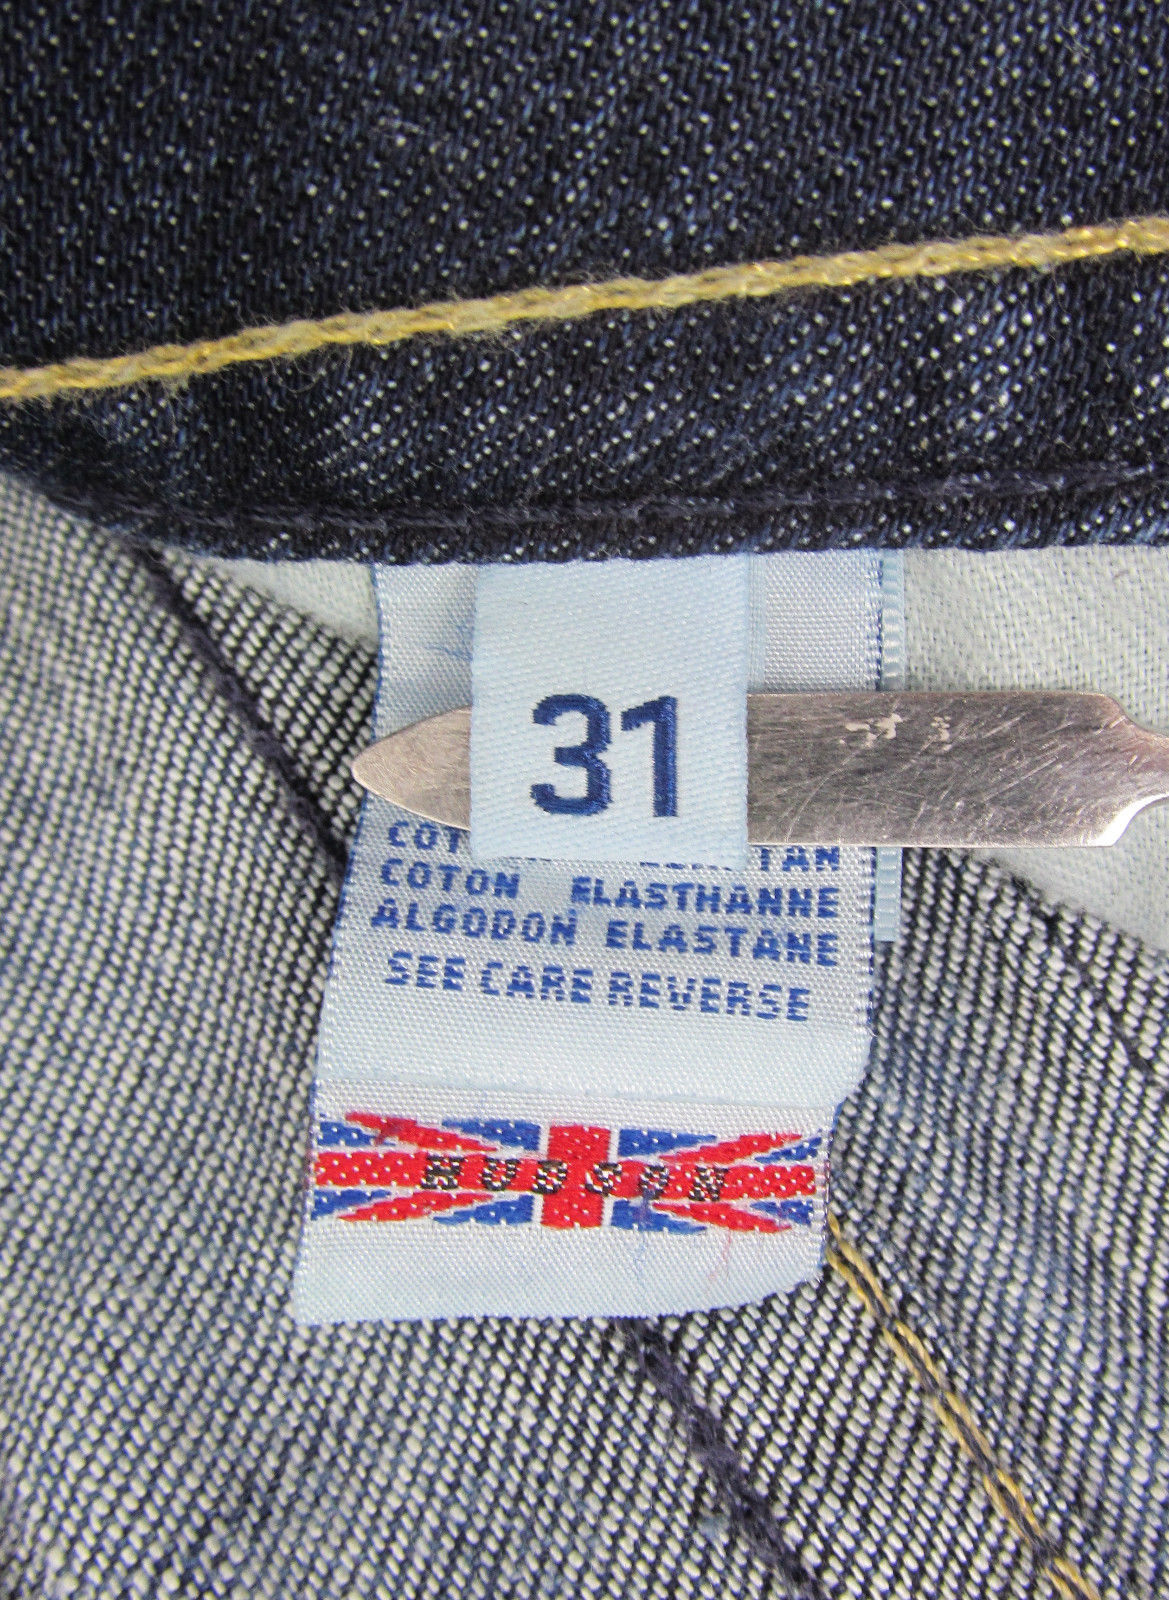 31
COTON ELASTHANNE
ALGODON ELASTANE
SEE CARE REVERSE
HUDSON